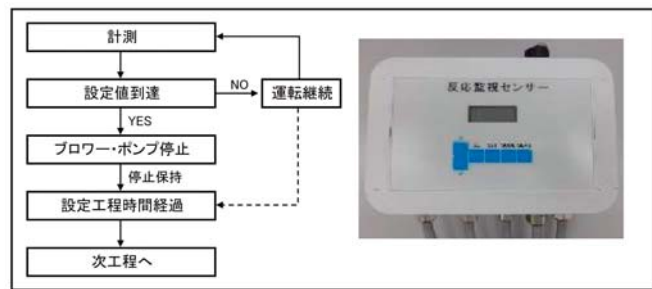 計測
設定値到達
NO
運転継続
YES
ブロワー・ポンプ停止
停止保持
設定工程時間経過
次工程へ
反応監視センサー